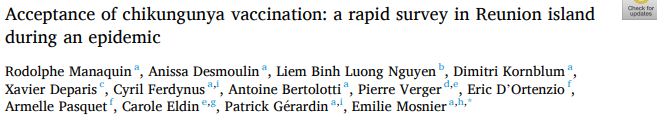 Acceptance of chikungunya vaccination: a rapid survey in Reunion island
during an epidemic
Check for
updates
Rodolphe Manaquin a, Anissa Desmoulin a, Liem Binh Luong Nguyen b, Dimitri Kornblum a,
Xavier Deparis c, Cyril Ferdynus a,i, Antoine Bertolotti a, Pierre Verger d,e, Eric D’Ortenzio f,
Armelle Pasquet f, Carole Eldin e,g, Patrick Gérardin a,i, Emilie Mosnier a,h,*